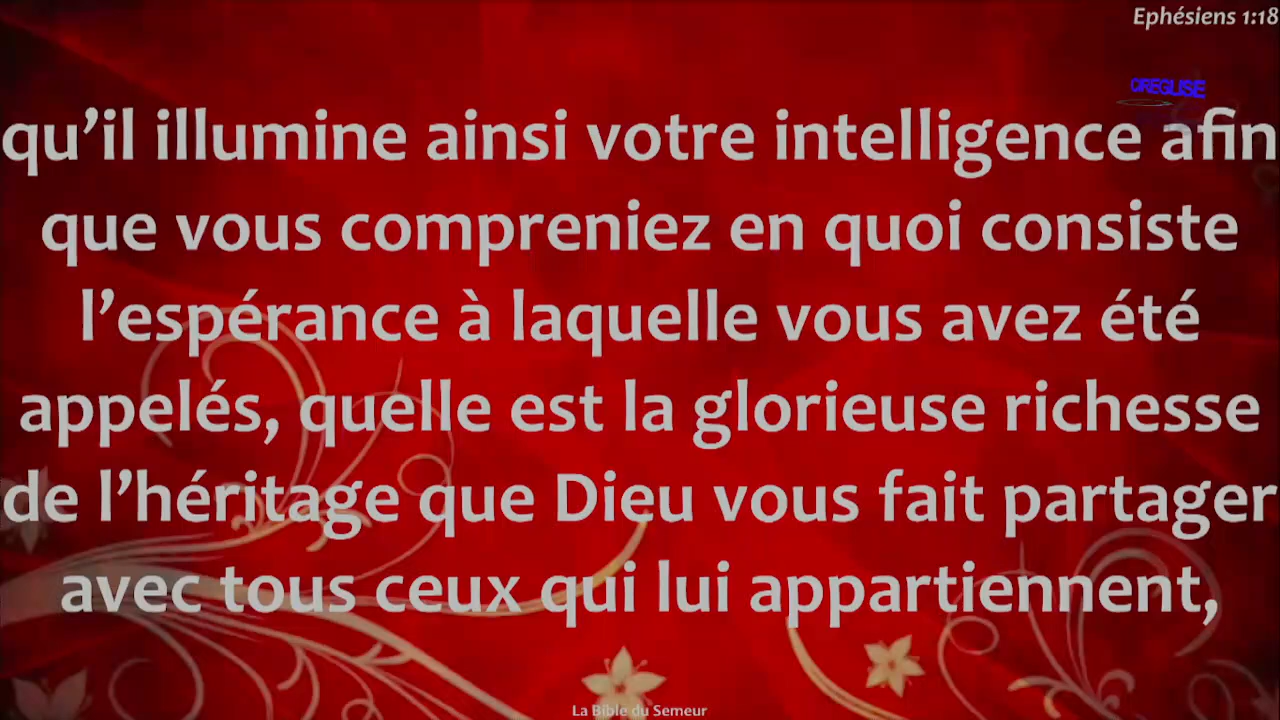 Ephésiens 1:18
CIREGLISE
qu’il illumine ainsi votre intelligence afin
que vous compreniez en quoi consiste
l’espérance à laquelle vous avez été
appelés, quelle est la glorieuse richesse
de l’héritage que Dieu vous fait partager
avec tous ceux qui lui appartiennent,
La Bible du Semeur